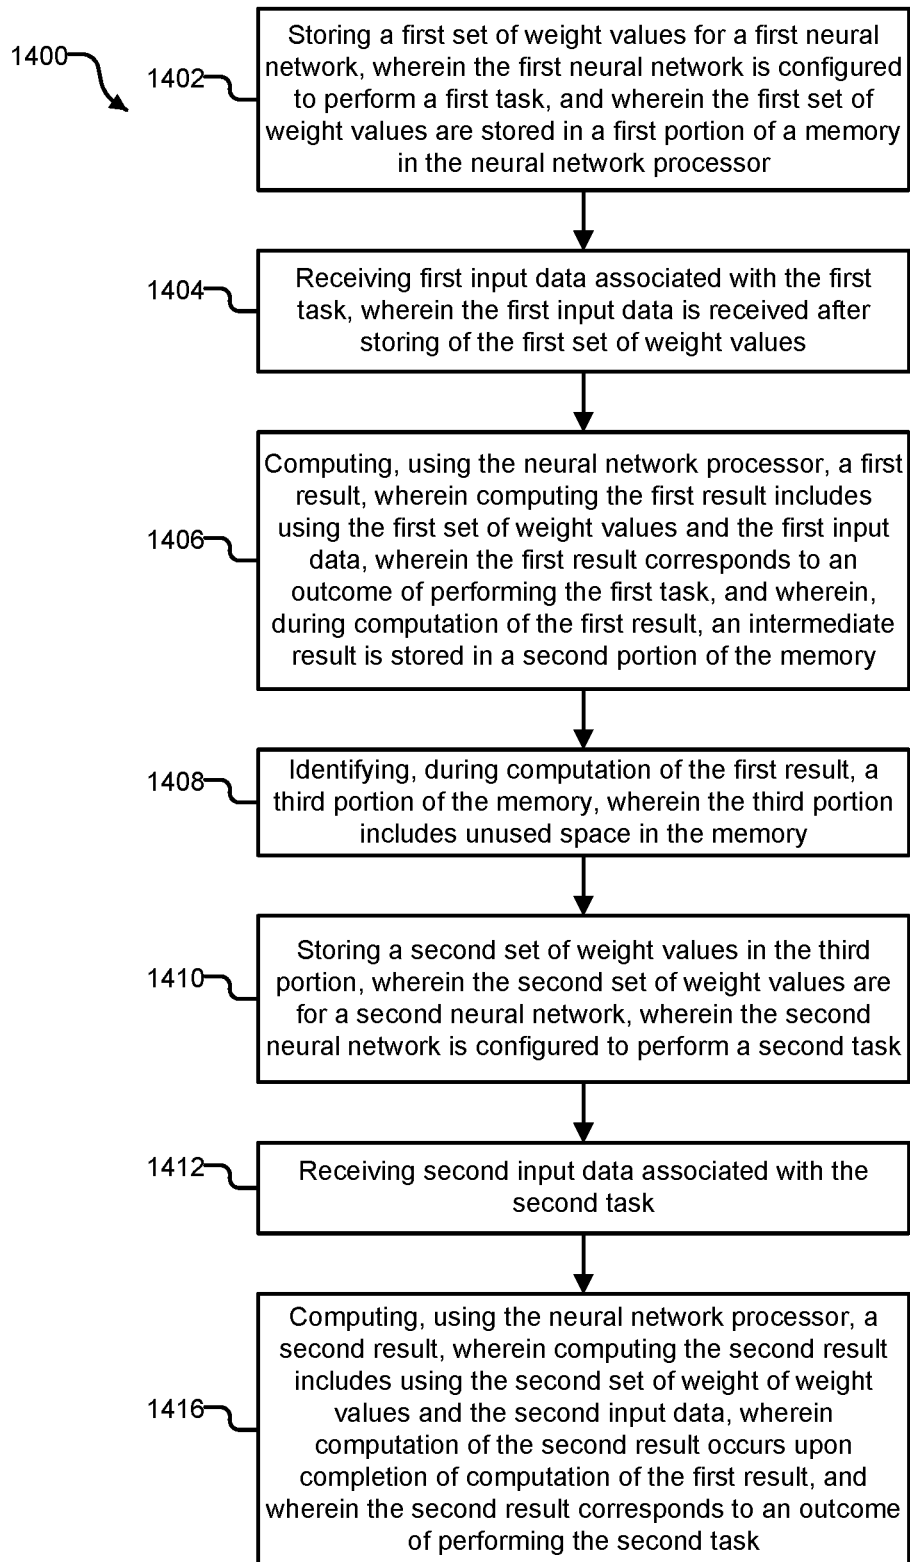 1400
1402
Storing a first set of weight values for a first neural
network, wherein the first neural network is configured
to perform a first task, and wherein the first set of
weight values are stored in a first portion of a memory
in the neural network processor
1404
Receiving first input data associated with the first
task, wherein the first input data is received after
storing of the first set of weight values
1406
Computing, using the neural network processor, a first
result, wherein computing the first result includes
using the first set of weight values and the first input
data, wherein the first result corresponds to an
outcome of performing the first task, and wherein,
during computation of the first result, an intermediate
result is stored in a second portion of the memory
1408
Identifying, during computation of the first result, a
third portion of the memory, wherein the third portion
includes unused space in the memory
1410
Storing a second set of weight values in the third
portion, wherein the second set of weight values are
for a second neural network, wherein the second
neural network is configured to perform a second task
1412
Receiving second input data associated with the
second task
1416
Computing, using the neural network processor, a
second result, wherein computing the second result
includes using the second set of weight of weight
values and the second input data, wherein
computation of the second result occurs upon
completion of computation of the first result, and
wherein the second result corresponds to an outcome
of performing the second task